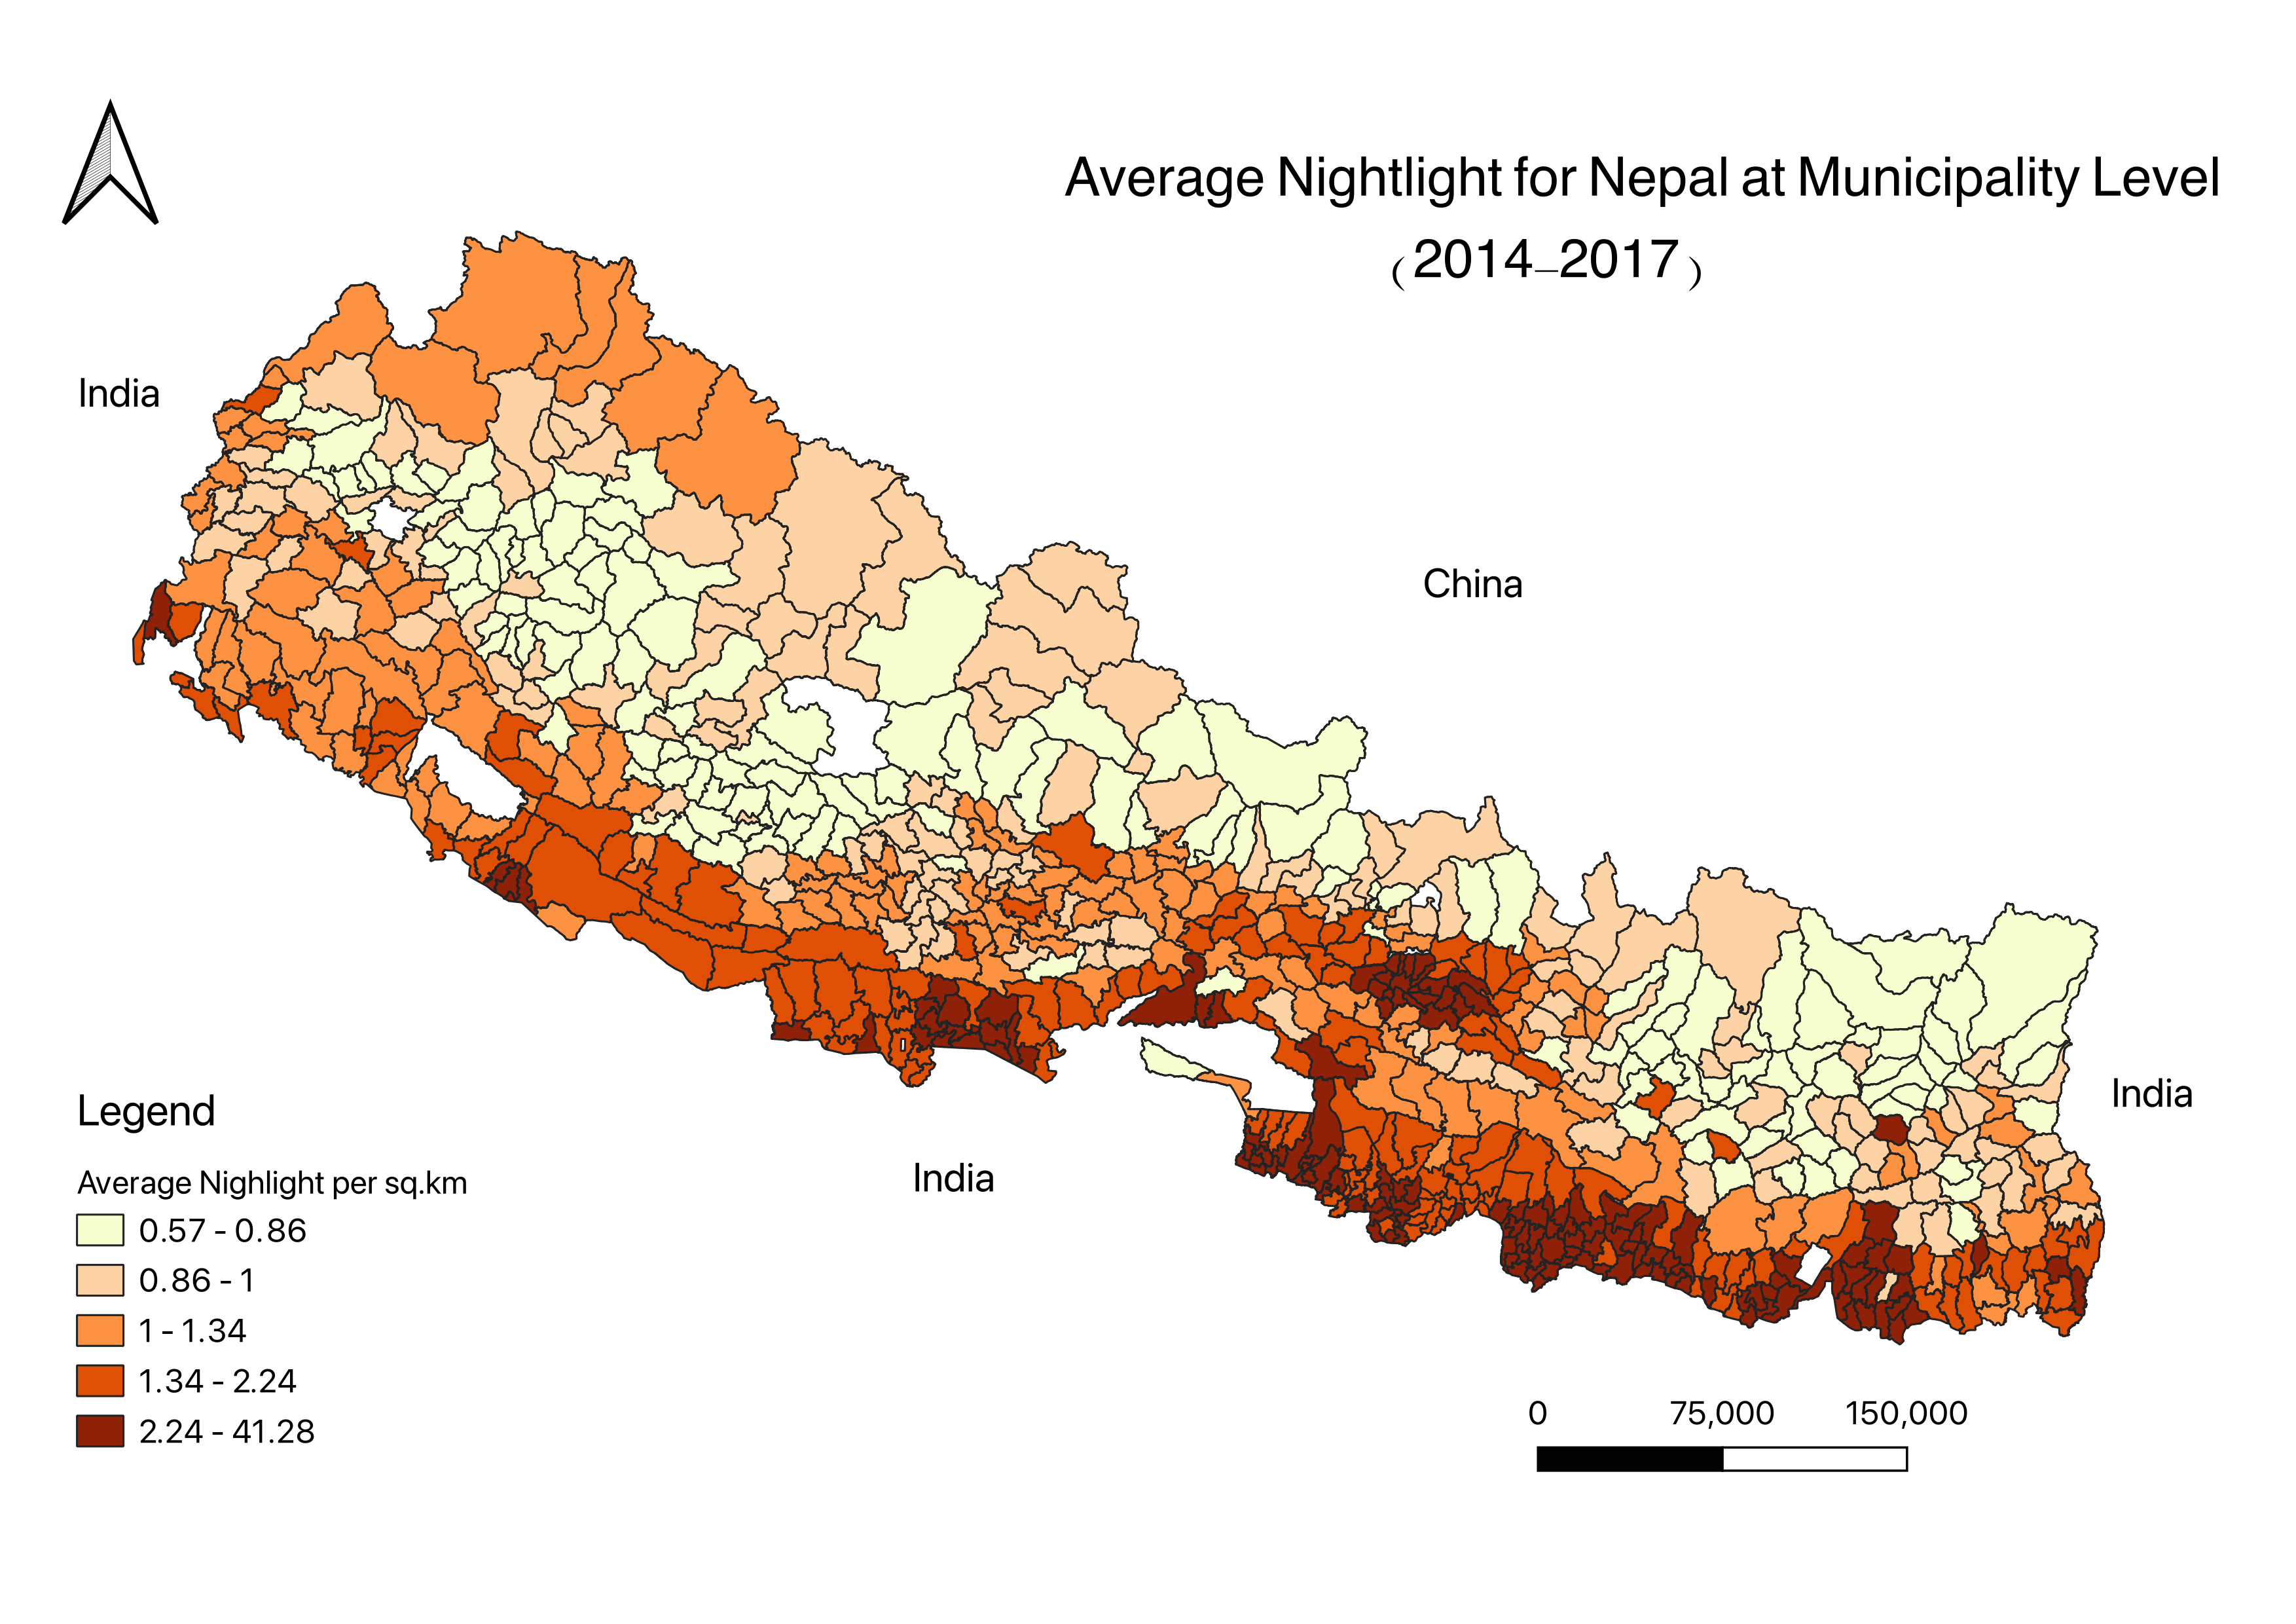 Average Nightlight for Nepal at Municipality Level
(2014–2017)
India
China
India
India
Legend
Average Nighlight per sq.km
0.57 - 0.86
0.86 - 1
1 - 1.34
1.34 - 2.24
2.24 - 41.28
0 75,000 150,000